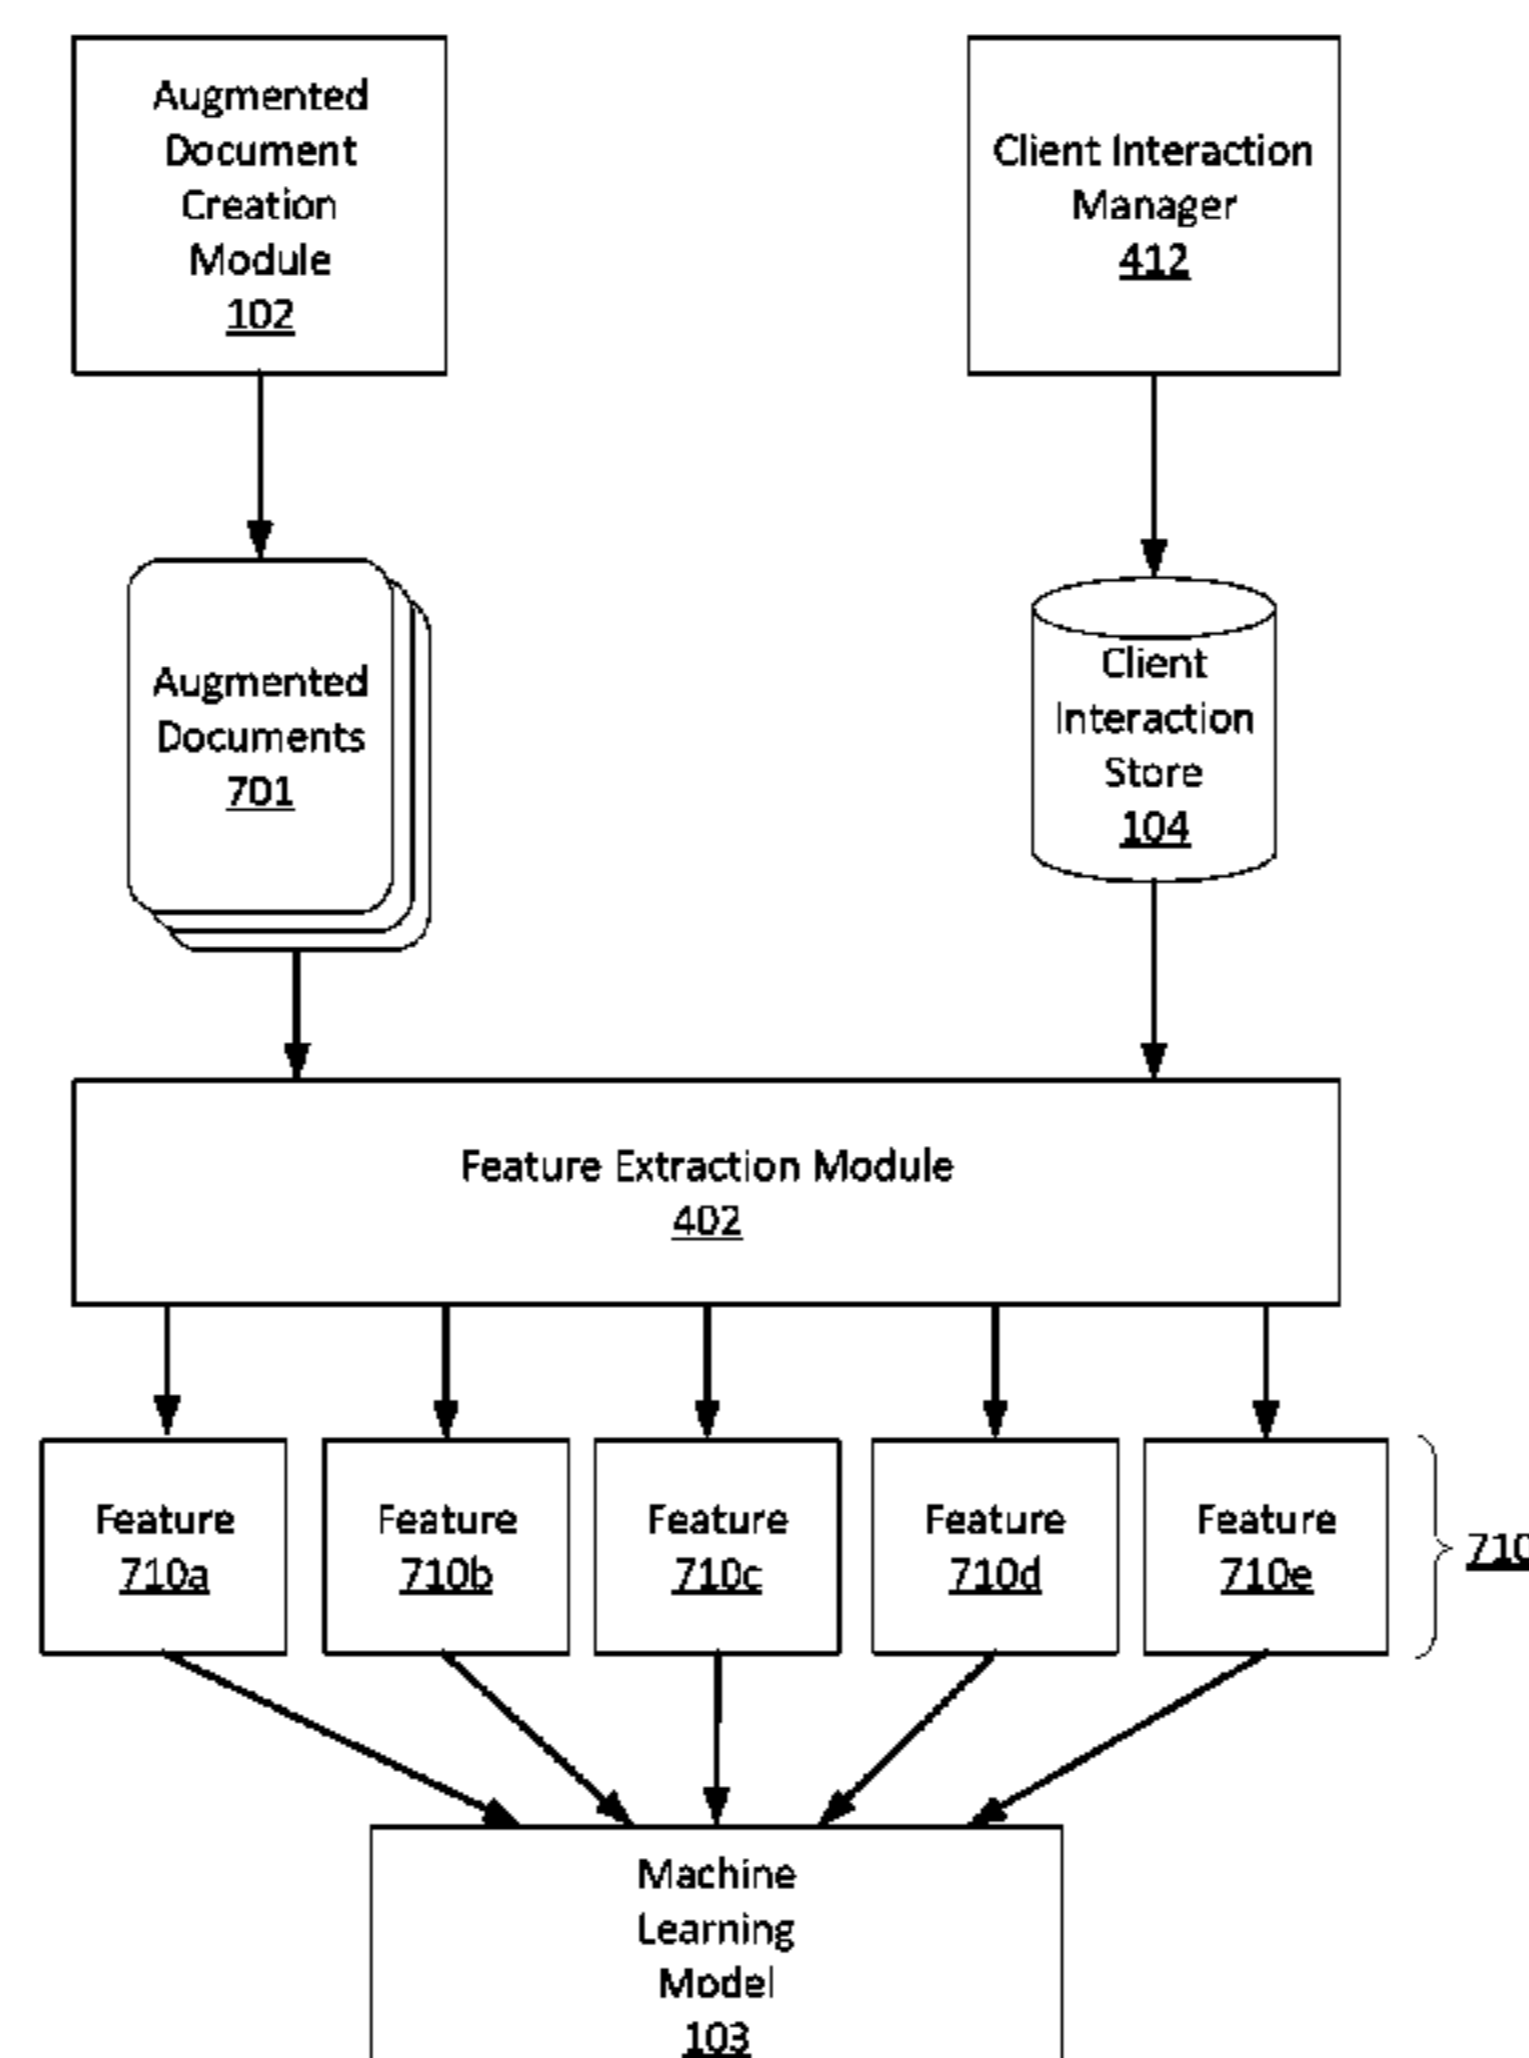 Augmented
Document
Creation
Module
102
Client Interaction
Manager
412
Augmented
Documents
701
Client
Interaction
Store
104
Feature Extraction Module
402
Feature
710a
Feature
710b
Feature
710c
Feature
710d
Feature
710e
710
Machine
Learning
Model
103